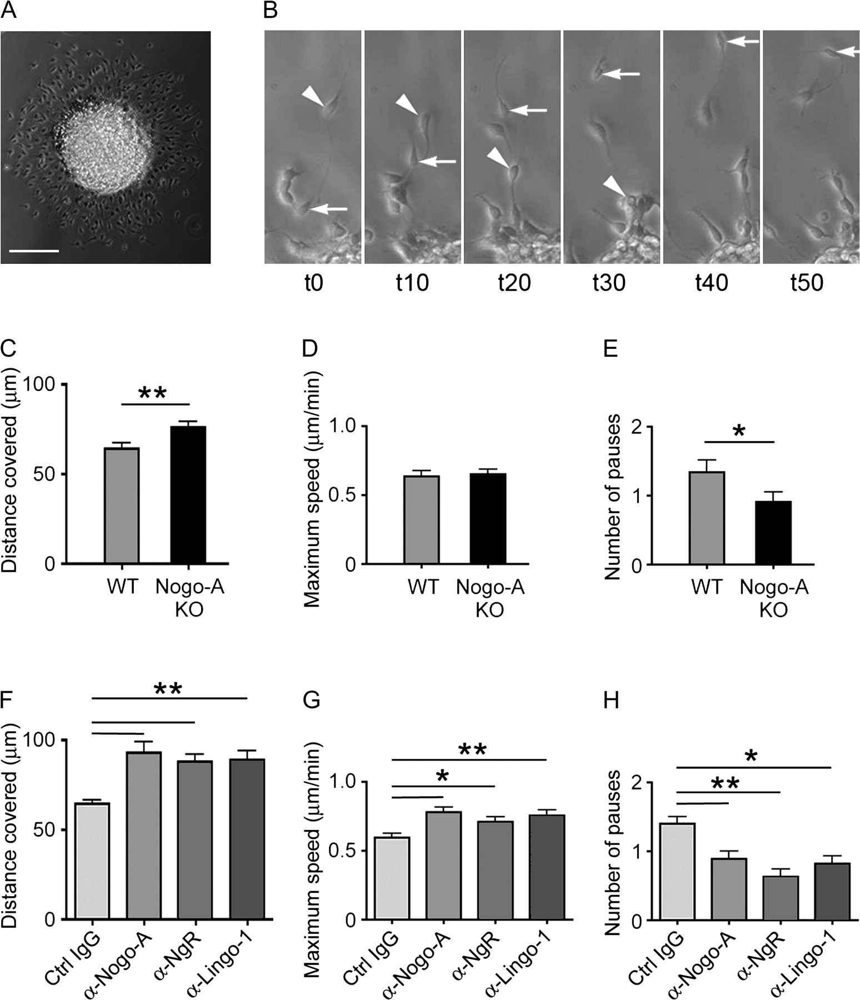 A
B
t0 t10 t20 t30 t40 t50
C
Distance covered (μm)
100
50
0
**
WT
Nogo-A
KO
D
Maximum speed (μm/min)
1.0
0.5
0
WT
Nogo-A
KO
E
Number of pauses
2
1
0
*
WT
Nogo-A
KO
F
Distance covered (μm)
100
50
0
**
Ctrl IgG
α-Nogo-A
α-NgR
α-Lingo-1
G
Maximum speed (μm/min)
1.0
0.5
0
**
*
Ctrl IgG
α-Nogo-A
α-NgR
α-Lingo-1
H
Number of pauses
2
1
0
*
**
Ctrl IgG
α-Nogo-A
α-NgR
α-Lingo-1